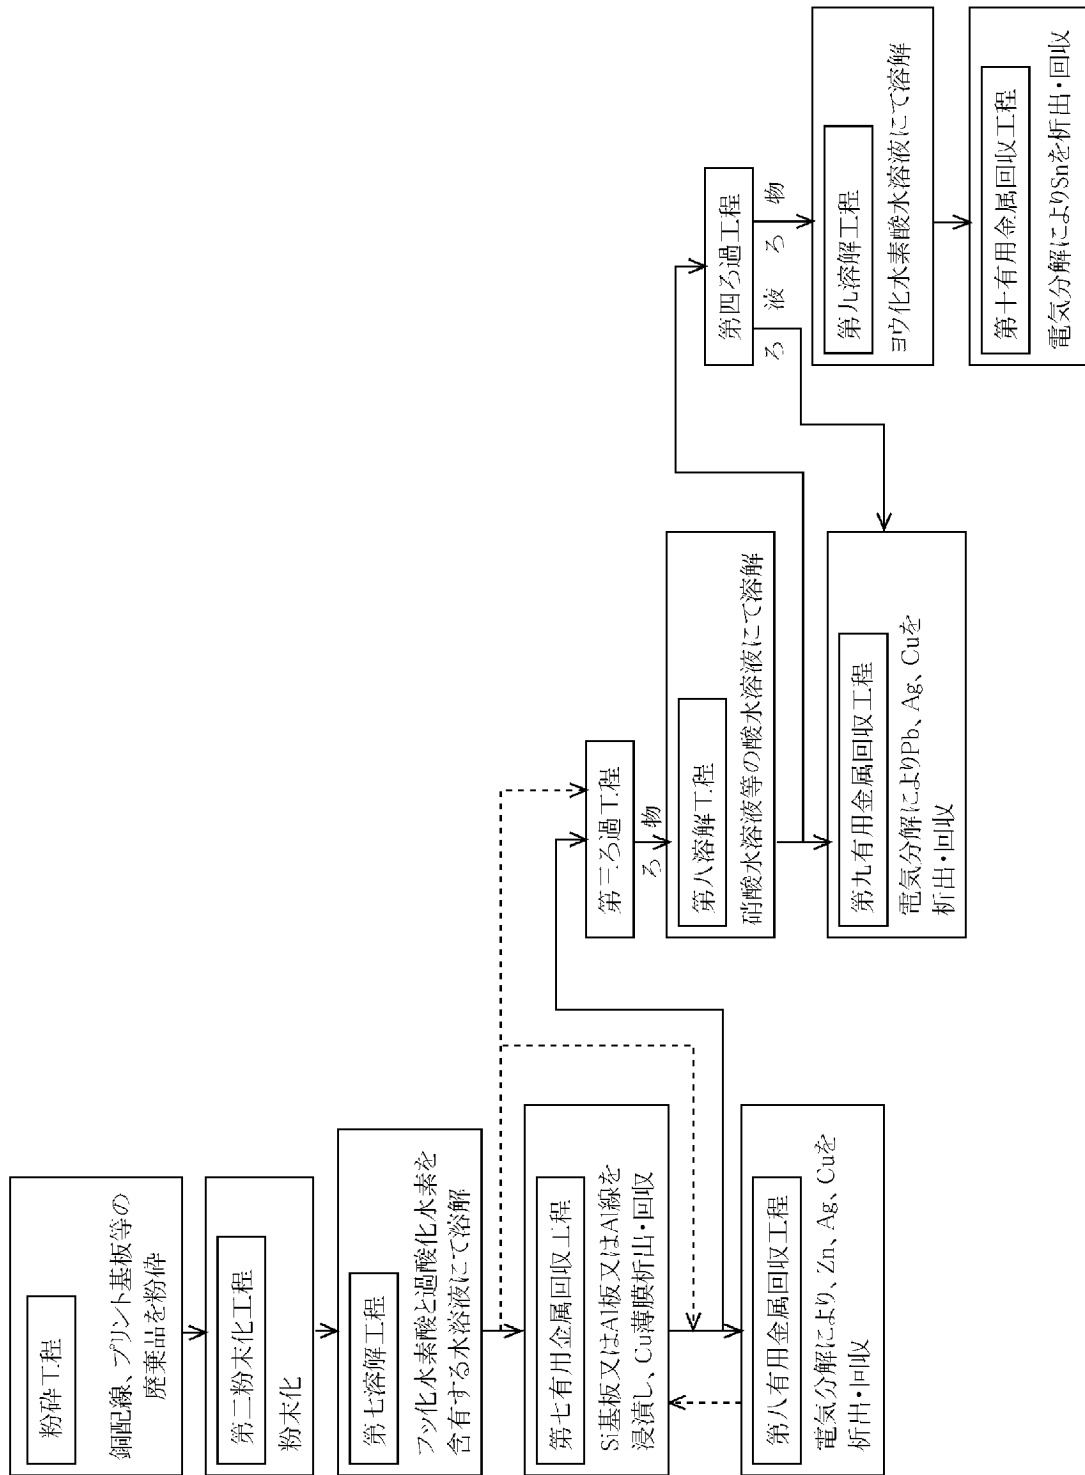 粉砕工程
銅配線、プリント基板等の
廃棄品を粉砕
第二粉末化工程
粉末化
第七溶解工程
フッ化水素酸と過酸化水素を
含有する水溶液にて溶解
第七有用金属回収工程
Si基板又はAl板又はAl線を
浸漬し、Cu薄膜析出・回収
第八有用金属回収工程
電気分解により、Zn、Ag、Cuを
析出・回収
第三ろ過工程
ろ物
第八溶解工程
硝酸水溶液等の酸水溶液にて溶解
第九有用金属回収工程
電気分解によりPb、Ag、Cuを
析出・回収
第四ろ過工程
ろ液
ろ物
第九溶解工程
ヨウ化水素酸水溶液にて溶解
第十有用金属回収工程
電気分解によりSnを析出・回収